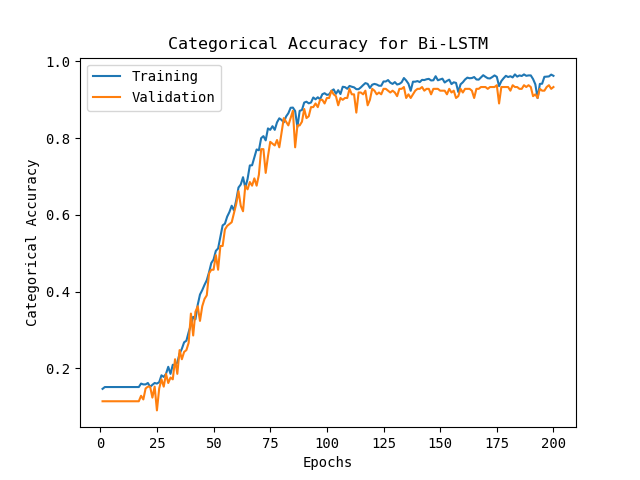 Categorical Accuracy for Bi-LSTM
Training
Validation
Categorical Accuracy
1.0
0.8
0.6
0.4
0.2
0 25 50 75 100 125 150 175 200
Epochs